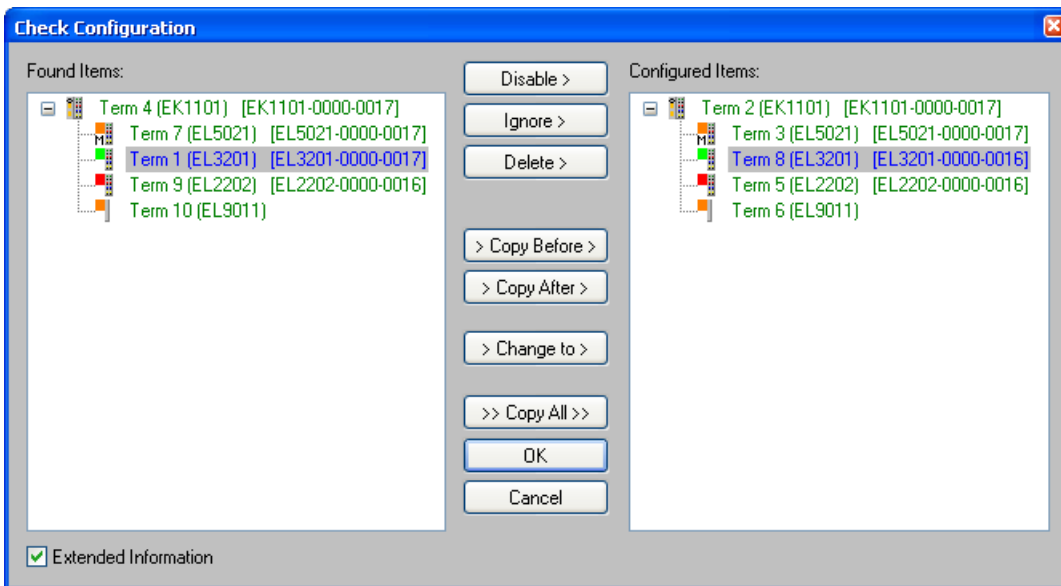 Check Configuration
Found Items:
Term 4 (EK1101) [EK1101-0000-0017]
Term 7 (EL5021) [EL5021-0000-0017]
Term 1 (EL3201) [EL3201-0000-0017]
Term 9 (EL2202) [EL2202-0000-0016]
Term 10 (EL9011)
Disable >
Ignore >
Delete >
> Copy Before >
> Copy After >
> Change to >
>> Copy All >>
OK
Cancel
Configured Items:
Term 2 (EK1101) [EK1101-0000-0017]
Term 3 (EL5021) [EL5021-0000-0017]
Term 8 (EL3201) [EL3201-0000-0016]
Term 5 (EL2202) [EL2202-0000-0016]
Term 6 (EL9011)
Extended Information